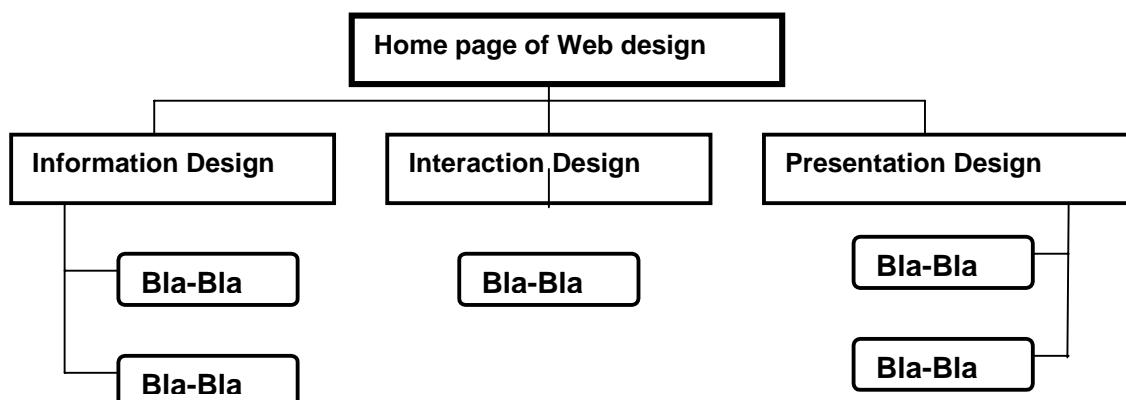 Home page of Web design
Information Design
Interaction Design
Presentation Design
Bla-Bla
Bla-Bla
Bla-Bla
Bla-Bla
Bla-Bla